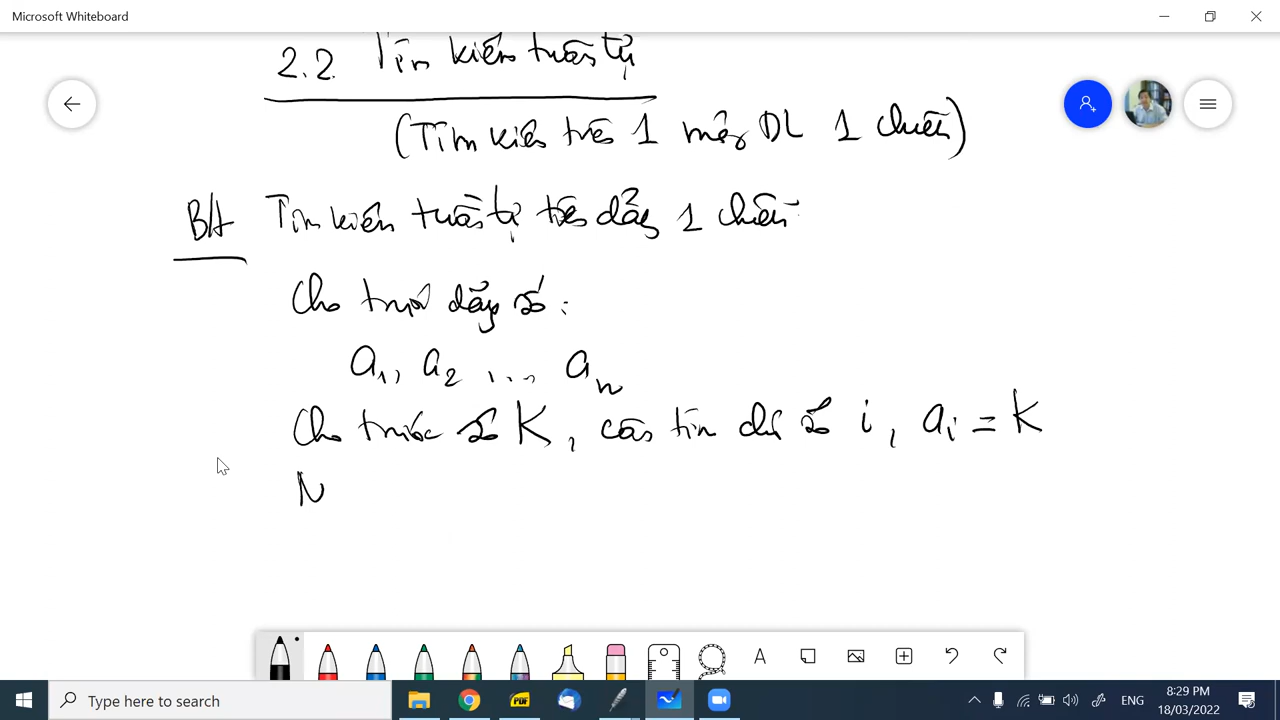 Microsoft Whiteboard
2.2 Tìm kiếm tuần tự
(Tìm kiếm trên 1 mảng DL 1 chiều)
B/t Tìm kiếm tuần tự trên dãy 1 chiều
Cho trước dãy số:
a1, a2, ..., an
Cho trước số K, cần tìm chỉ số i, ai = K
N
A
Type here to search
ENG
8:29 PM
18/03/2022